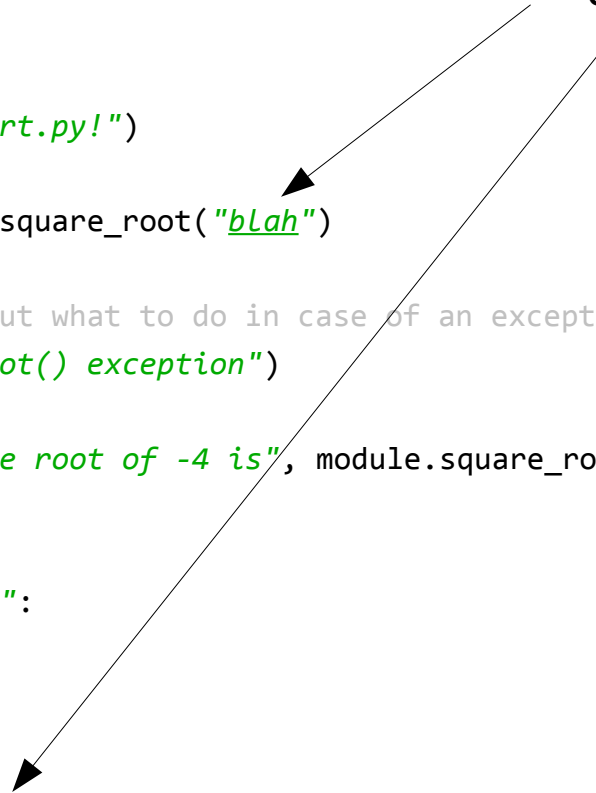 rt.py!")
square_root("blah")
ut what to do in case of an except
ot() exception")
e root of -4 is", module.square_ro
":